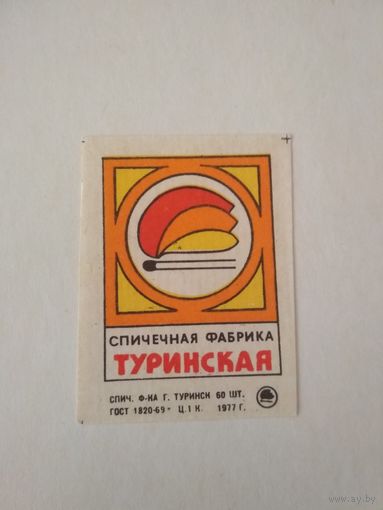 СПИЧЕЧНАЯ ФАБРИКА
ТУРИНСКАЯ
СПИЧ. Ф-КА Г. ТУРИНСК 60 ШТ.
ГОСТ 1820-69* Ц. 1 К. 1977 Г.
www.ay.by